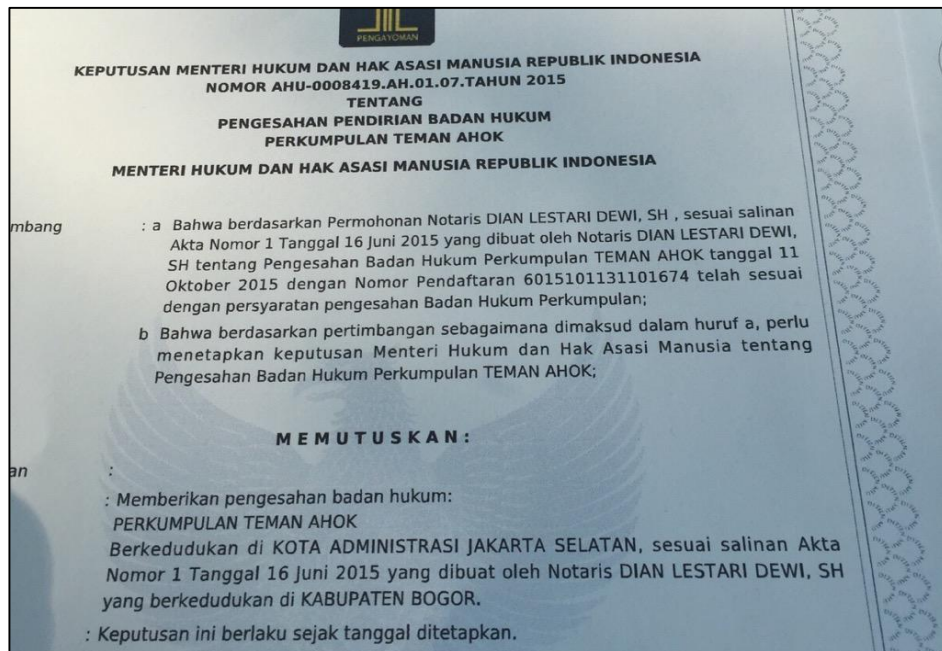 PENGAYOMAN
KEPUTUSAN MENTERI HUKUM DAN HAK ASASI MANUSIA REPUBLIK INDONESIA
NOMOR AHU-0008419.AH.01.07.TAHUN 2015
TENTANG
PENGESAHAN PENDIRIAN BADAN HUKUM
PERKUMPULAN TEMAN AHOK
MENTERI HUKUM DAN HAK ASASI MANUSIA REPUBLIK INDONESIA
mbang : a Bahwa berdasarkan Permohonan Notaris DIAN LESTARI DEWI, SH , sesuai salinan
Akta Nomor 1 Tanggal 16 Juni 2015 yang dibuat oleh Notaris DIAN LESTARI DEWI,
SH tentang Pengesahan Badan Hukum Perkumpulan TEMAN AHOK tanggal 11
Oktober 2015 dengan Nomor Pendaftaran 6015101131101674 telah sesuai
dengan persyaratan pengesahan Badan Hukum Perkumpulan;
b Bahwa berdasarkan pertimbangan sebagaimana dimaksud dalam huruf a, perlu
menetapkan keputusan Menteri Hukum dan Hak Asasi Manusia tentang
Pengesahan Badan Hukum Perkumpulan TEMAN AHOK;
M E M U T U S K A N :
an :
: Memberikan pengesahan badan hukum:
PERKUMPULAN TEMAN AHOK
Berkedudukan di KOTA ADMINISTRASI JAKARTA SELATAN, sesuai salinan Akta
Nomor 1 Tanggal 16 Juni 2015 yang dibuat oleh Notaris DIAN LESTARI DEWI, SH
yang berkedudukan di KABUPATEN BOGOR.
: Keputusan ini berlaku sejak tanggal ditetapkan.